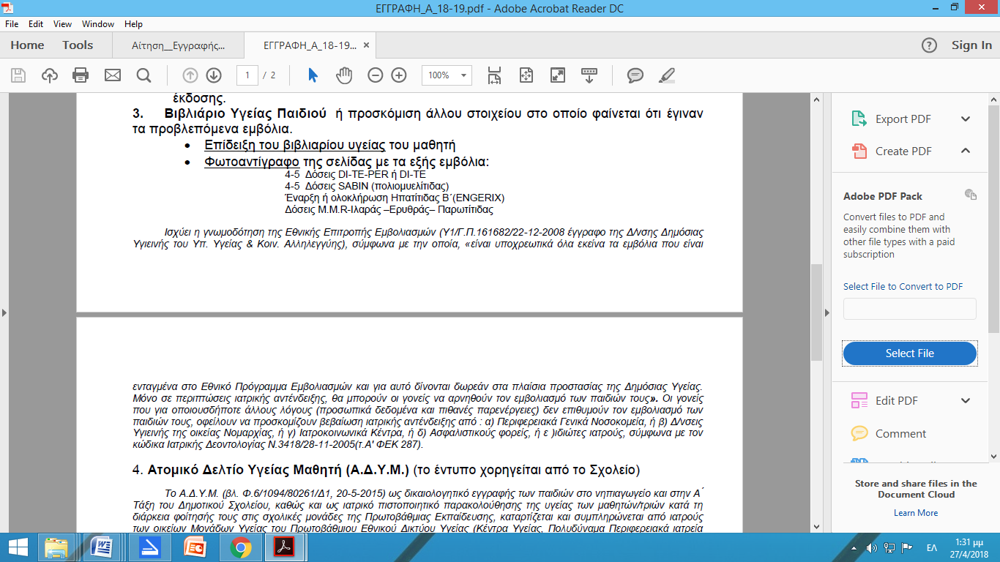 ΕΓΓΡΑΦΗ_Α_18-19.pdf - Adobe Acrobat Reader DC
File Edit View Window Help
Home Tools Αίτηση__Εγγραφής... ΕΓΓΡΑΦΗ_Α_18-19... ×
? Sign In
1 / 2 100%
έκδοσης.
3. Βιβλιάριο Υγείας Παιδιού ή προσκόμιση άλλου στοιχείου στο οποίο φαίνεται ότι έγιναν
τα προβλεπόμενα εμβόλια.
• Επίδειξη του βιβλιαρίου υγείας του μαθητή
• Φωτοαντίγραφο της σελίδας με τα εξής εμβόλια:
4-5 Δόσεις DI-TE-PER ή DI-TE
4-5 Δόσεις SABIN (πολιομυελίτιδας)
Έναρξη ή ολοκλήρωση Ηπατίτιδας Β΄(ENGERIX)
Δόσεις M.M.R-Ιλαράς –Ερυθράς– Παρωτίτιδας
Ισχύει η γνωμοδότηση της Εθνικής Επιτροπής Εμβολιασμών (Υ1/Γ.Π.161682/22-12-2008 έγγραφο της Δ/νσης Δημόσιας
Υγιεινής του Υπ. Υγείας & Κοιν. Αλληλεγγύης), σύμφωνα με την οποία, «είναι υποχρεωτικά όλα εκείνα τα εμβόλια που είναι
ενταγμένα στο Εθνικό Πρόγραμμα Εμβολιασμών και για αυτό δίνονται δωρεάν στα πλαίσια προστασίας της Δημόσιας Υγείας.
Μόνο σε περιπτώσεις ιατρικής αντένδειξης, θα μπορούν οι γονείς να αρνηθούν τον εμβολιασμό των παιδιών τους». Οι γονείς
που για οποιουσδήποτε άλλους λόγους (προσωπικά δεδομένα και πιθανές παρενέργειες) δεν επιθυμούν τον εμβολιασμό των
παιδιών τους, οφείλουν να προσκομίζουν βεβαίωση ιατρικής αντένδειξης από : α) Περιφερειακά Γενικά Νοσοκομεία, ή β) Δ/νσεις
Υγιεινής της οικείας Νομαρχίας, ή γ) Ιατροκοινωνικά Κέντρα, ή δ) Ασφαλιστικούς φορείς, ή ε )ιδιώτες ιατρούς, σύμφωνα με τον
κώδικα Ιατρικής Δεοντολογίας Ν.3418/28-11-2005(τ.Α' ΦΕΚ 287).
4. Ατομικό Δελτίο Υγείας Μαθητή (Α.Δ.Υ.Μ.) (το έντυπο χορηγείται από το Σχολείο)
Το Α.Δ.Υ.Μ. (βλ. Φ.6/1094/80261/Δ1, 20-5-2015) ως δικαιολογητικό εγγραφής των παιδιών στο νηπιαγωγείο και στην Α΄
Τάξη του Δημοτικού Σχολείου, καθώς και ως ιατρικό πιστοποιητικό παρακολούθησης της υγείας των μαθητών/τριών κατά τη
διάρκεια φοίτησής τους στις σχολικές μονάδες της Πρωτοβάθμιας Εκπαίδευσης, καταρτίζεται και συμπληρώνεται από ιατρούς
των οικείων Μονάδων Υγείας του Πρωτοβάθμιου Εθνικού Δικτύου Υγείας (Κέντρα Υγείας, Πολυδύναμα Περιφερειακά Ιατρεία
Export PDF
Create PDF
Adobe PDF Pack
Convert files to PDF and
easily combine them with
other file types with a paid
subscription
Select File to Convert to PDF
Select File
Edit PDF
Comment
Store and share files in the
Document Cloud
Learn More
ΕΛ
1:31 μμ
27/4/2018